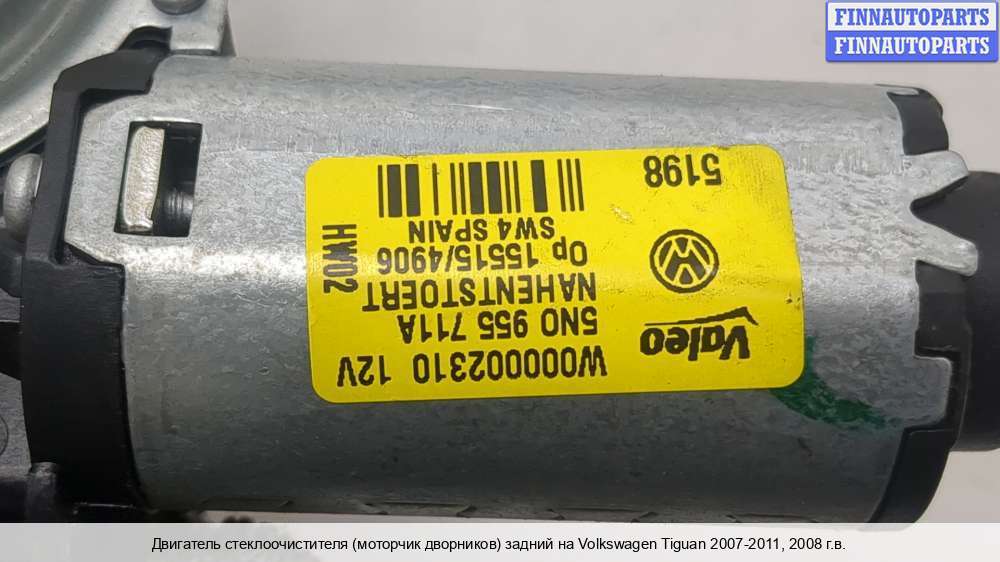 FINNAUTOPARTS
FINNAUTOPARTS
Valeo
W000002310 12V
5N0 955 711A
NAHENTSTOERT
Op 15515/4906
SW4 SPAIN
HW02
5198
Двигатель стеклоочистителя (моторчик дворников) задний на Volkswagen Tiguan 2007-2011, 2008 г.в.